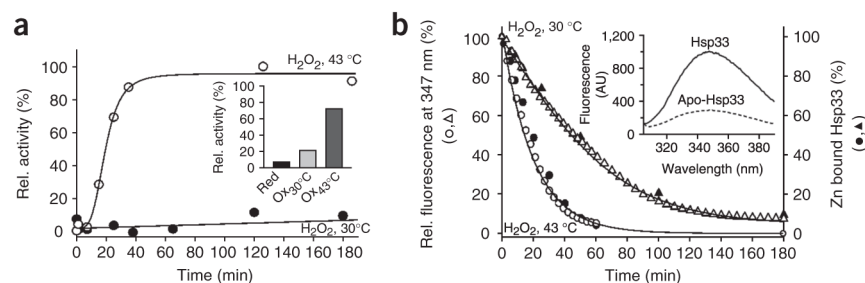 a
Rel. activity (%)
100
80
60
40
20
0
H₂O₂, 43 °C
H₂O₂, 30°C
0 20 40 60 80 100 120 140 160 180
Time (min)
Rel. activity (%)
100
75
50
25
0
Red
Ox30°C
Ox43°C
b
Rel. fluorescence at 347 nm (%)
(○,△)
100
80
60
40
20
0
H₂O₂, 30 °C
H₂O₂, 43 °C
0 20 40 60 80 100 120 140 160 180
Time (min)
Fluorescence
(AU)
1,200
800
400
0
Hsp33
Apo-Hsp33
320 340 360 380
Wavelength (nm)
100
80
60
40
20
0
Zn bound Hsp33 (%)
(●,▲)